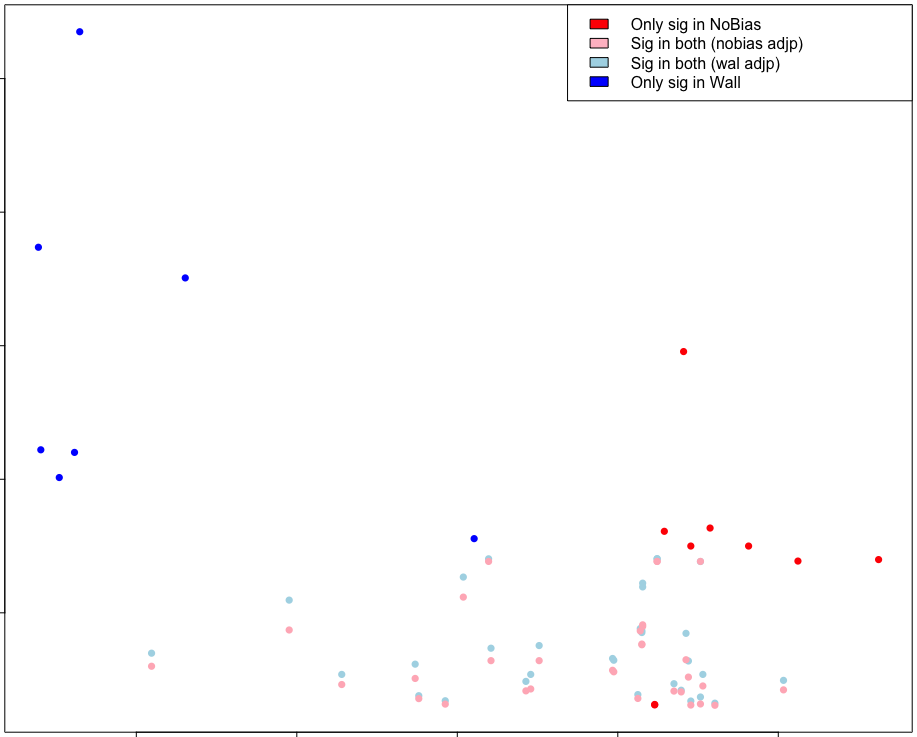 Only sig in NoBias
Sig in both (nobias adjp)
Sig in both (wal adjp)
Only sig in Wall